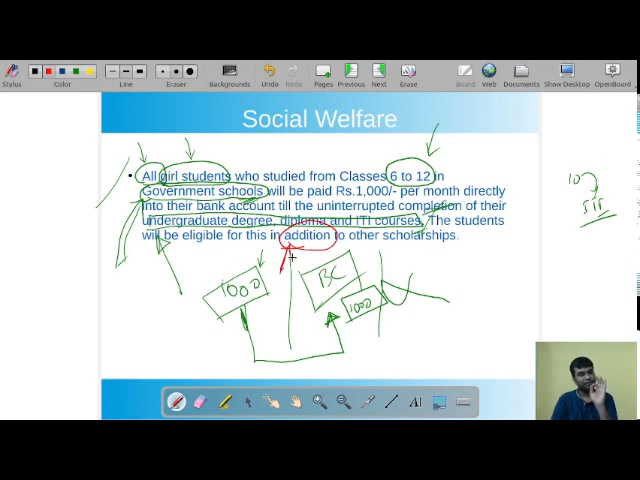 Stylus
Color
Line
Eraser
Backgrounds
Undo
Redo
Pages
Previous
Next
Erase
Board
Web
Documents
Show Desktop
OpenBoard
Social Welfare
• All girl students who studied from Classes 6 to 12 in
Government schools will be paid Rs.1,000/- per month directly
into their bank account till the uninterrupted completion of their
undergraduate degree, diploma and ITI courses. The students
will be eligible for this in addition to other scholarships.
10
1000
BC
1000